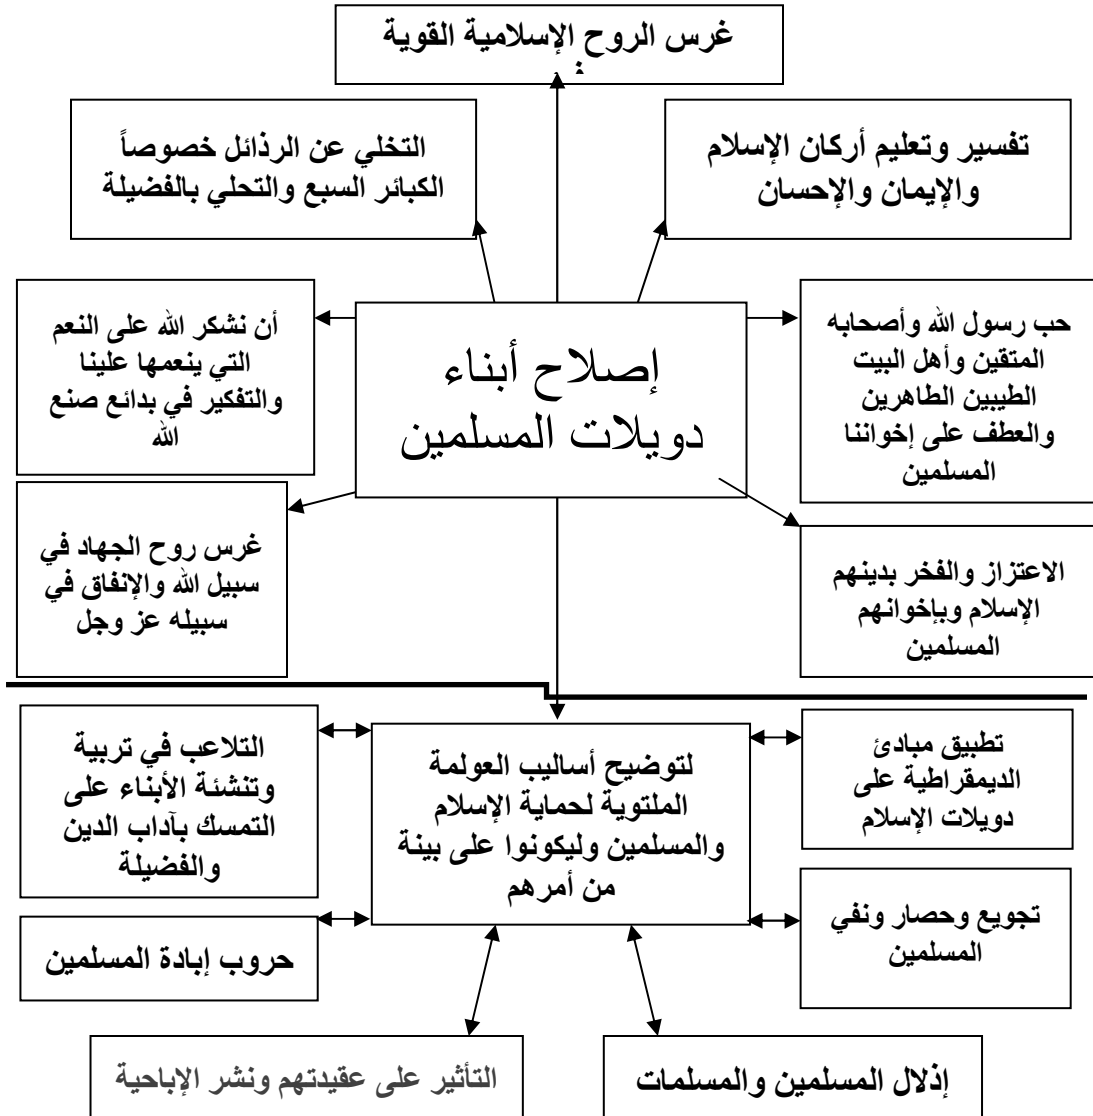 غرس الروح الإسلامية القوية
تفسير وتعليم أركان الإسلام
والإيمان والإحسان
التخلي عن الرذائل خصوصاً
الكبائر السبع والتحلي بالفضيلة
إصلاح أبناء
دويلات المسلمين
حب رسول الله وأصحابه
المتقين وأهل البيت
الطيبين الطاهرين
والعطف على إخواننا
المسلمين
أن نشكر الله على النعم
التي ينعمها علينا
والتفكير في بدائع صنع
الله
الاعتزاز والفخر بدينهم
الإسلام وبإخوانهم
المسلمين
غرس روح الجهاد في
سبيل الله والإنفاق في
سبيله عز وجل
تطبيق مبادئ
الديمقراطية على
دويلات الإسلام
لتوضيح أساليب العولمة
الملتوية لحماية الإسلام
والمسلمين وليكونوا على بينة
من أمرهم
التلاعب في تربية
وتنشئة الأبناء على
التمسك بآداب الدين
والفضيلة
تجويع وحصار ونفي
المسلمين
حروب إبادة المسلمين
إذلال المسلمين والمسلمات
التأثير على عقيدتهم ونشر الإباحية